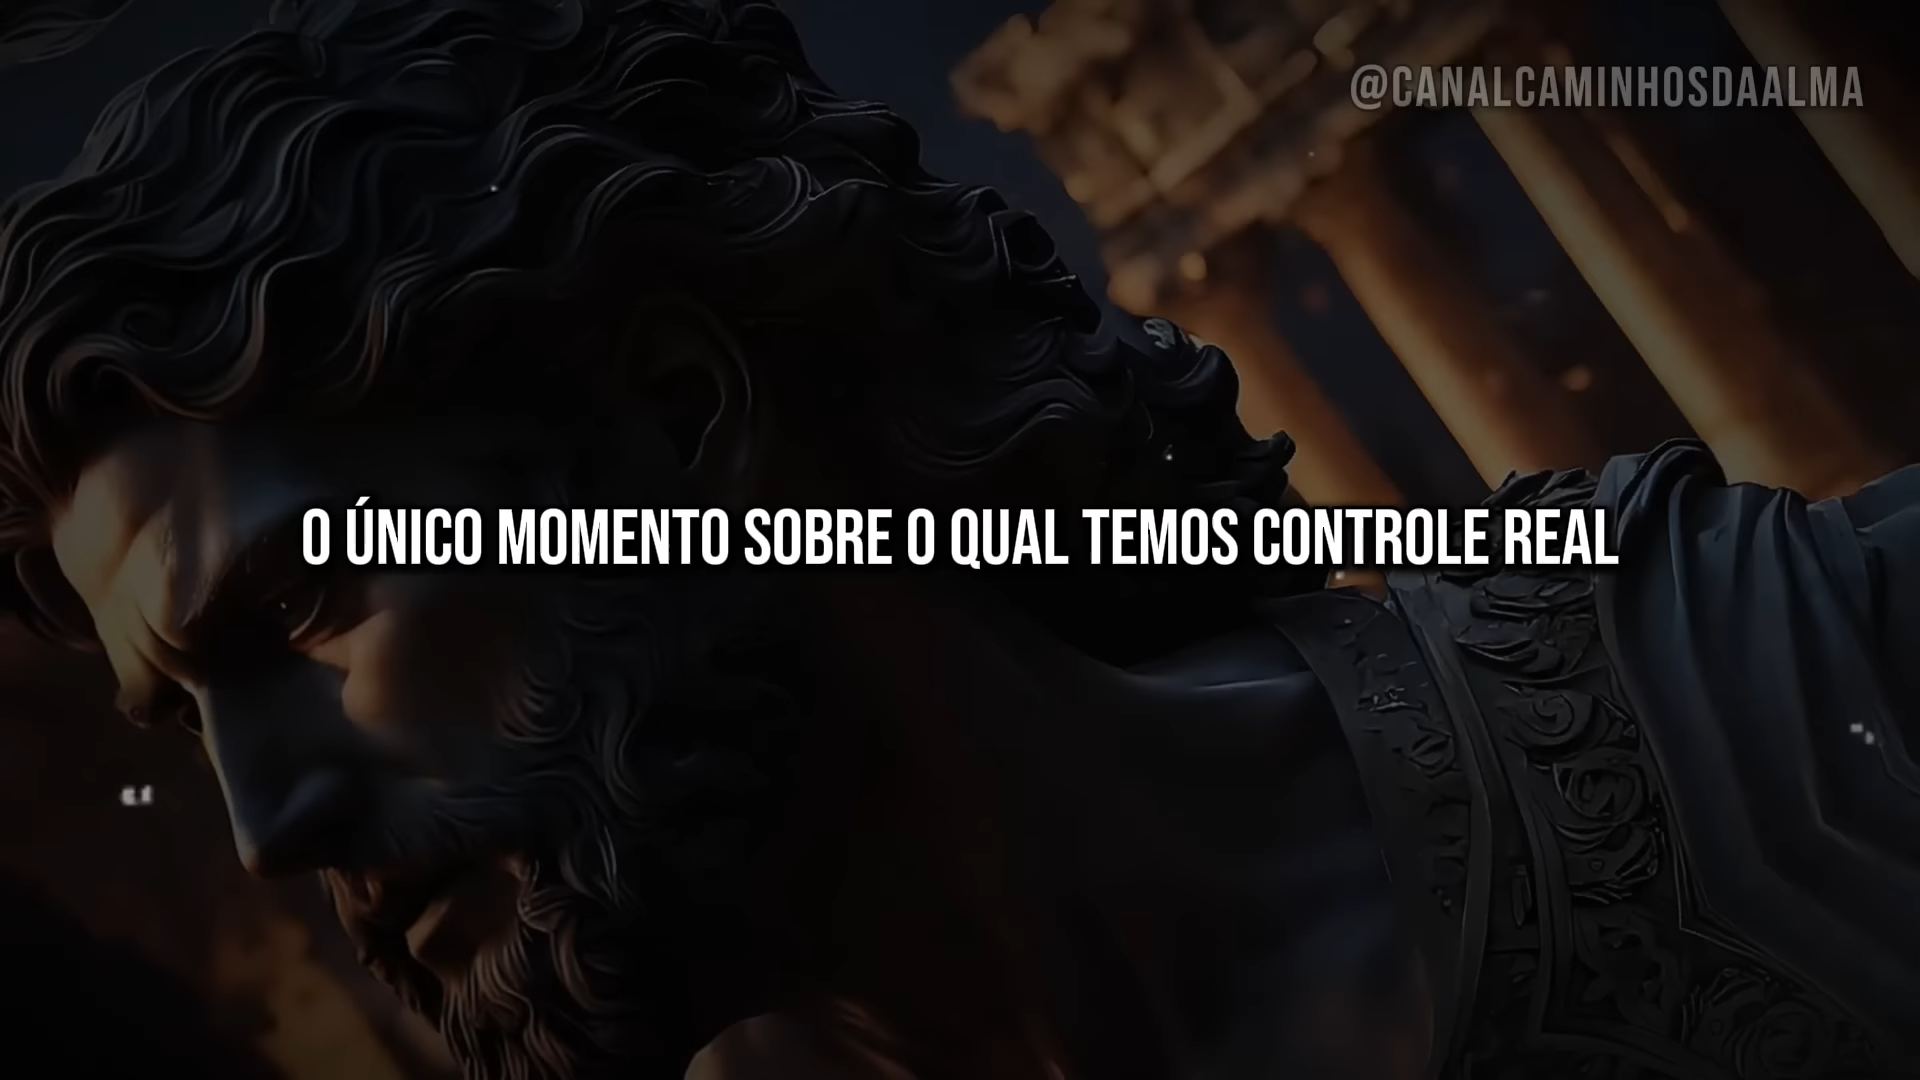 @CANALCAMINHOSDAALMA
O ÚNICO MOMENTO SOBRE O QUAL TEMOS CONTROLE REAL